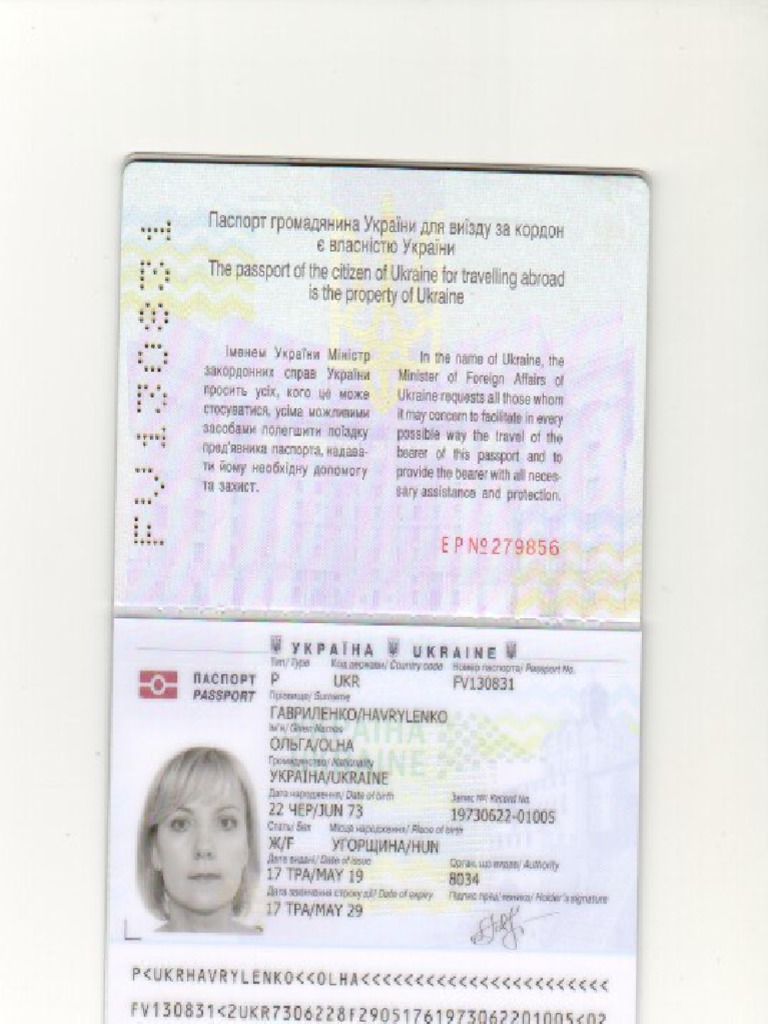 FV130831
Паспорт громадянина України для виїзду за кордон
є власністю України
The passport of the citizen of Ukraine for travelling abroad
is the property of Ukraine
Іменем України Міністр
закордонних справ України
просить усіх, кого це може
стосуватися, усіма можливими
засобами полегшити поїздку
пред'явника паспорта, надава-
ти йому необхідну допомогу
та захист.
In the name of Ukraine, the
Minister of Foreign Affairs of
Ukraine requests all those whom
it may concern to facilitate in every
possible way the travel of the
bearer of this passport and to
provide the bearer with all neces-
sary assistance and protection.
EP№279856
УКРАЇНА UKRAINE
ПАСПОРТ
PASSPORT
Тип/ Type Код держави/ Country code Номер паспорта/ Passport No.
P UKR FV130831
Прізвище/ Surname
ГАВРИЛЕНКО/HAVRYLENKO
Ім'я/ Given Names
ОЛЬГА/OLHA
Громадянство/ Nationality
УКРАЇНА/UKRAINE
Дата народження/ Date of birth Запис №/ Record No.
22 ЧЕР/JUN 73 19730622-01005
Стать/ Sex Місце народження/ Place of birth
Ж/F УГОРЩИНА/HUN
Дата видачі/ Date of issue Орган, що видав/ Authority
17 ТРА/MAY 19 8034
Дата закінчення строку дії/ Date of expiry Підпис пред'явника/ Holder's signature
17 ТРА/MAY 29
P<UKRHAVRYLENKO<<OLHA<<<<<<<<<<<<<<<<<<<<<<<
FV130831<2UKR7306228F29051761973062201005<02